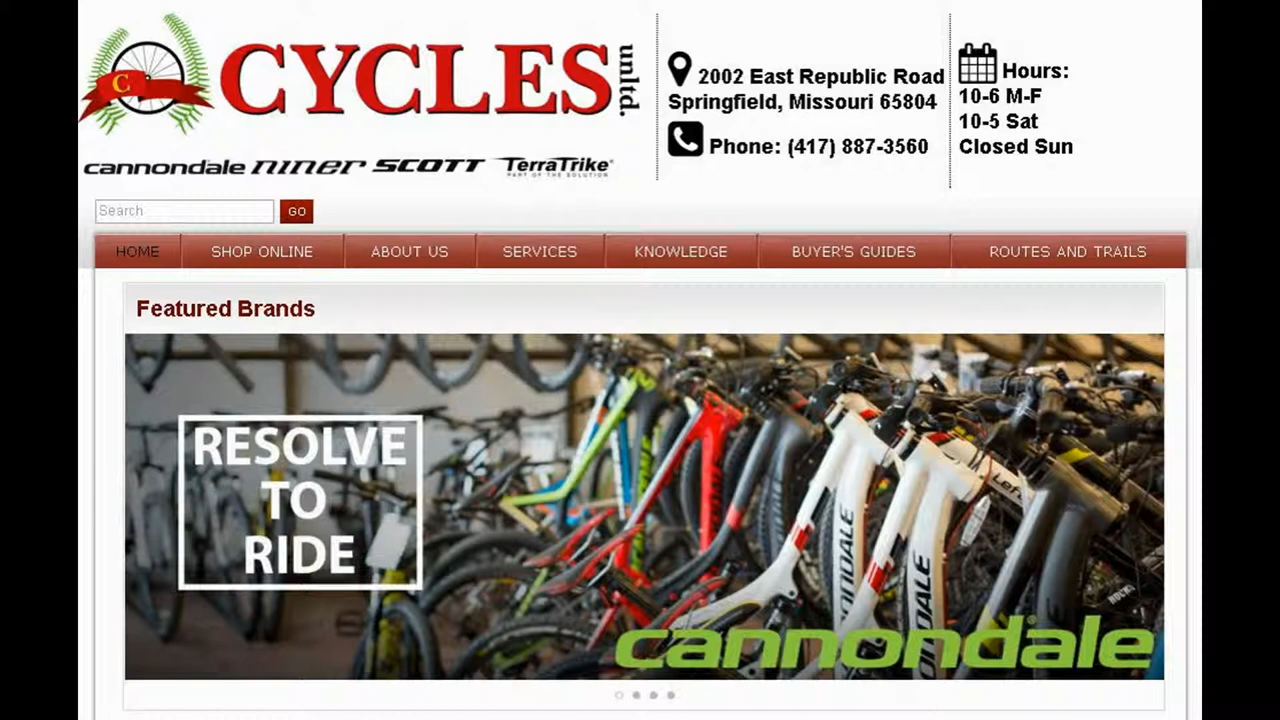 C
CYCLES unltd.
cannondale niner SCOTT TerraTrike
PART OF THE SOLUTION
2002 East Republic Road
Springfield, Missouri 65804
Phone: (417) 887-3560
Hours:
10-6 M-F
10-5 Sat
Closed Sun
Search GO
HOME SHOP ONLINE ABOUT US SERVICES KNOWLEDGE BUYER'S GUIDES ROUTES AND TRAILS
Featured Brands
RESOLVE
TO
RIDE
cannondale